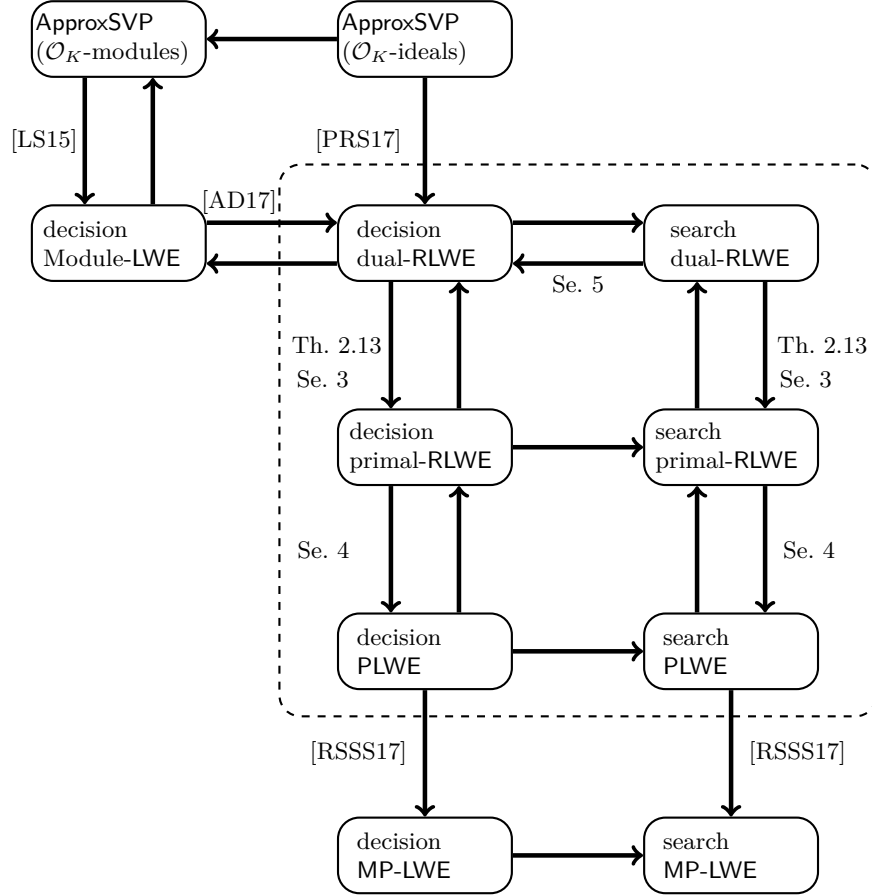 ApproxSVP
(𝒪_K-modules)
ApproxSVP
(𝒪_K-ideals)
[LS15]
[PRS17]
[AD17]
decision
Module-LWE
decision
dual-RLWE
search
dual-RLWE
Se. 5
Th. 2.13
Se. 3
Th. 2.13
Se. 3
decision
primal-RLWE
search
primal-RLWE
Se. 4
Se. 4
decision
PLWE
search
PLWE
[RSSS17]
[RSSS17]
decision
MP-LWE
search
MP-LWE